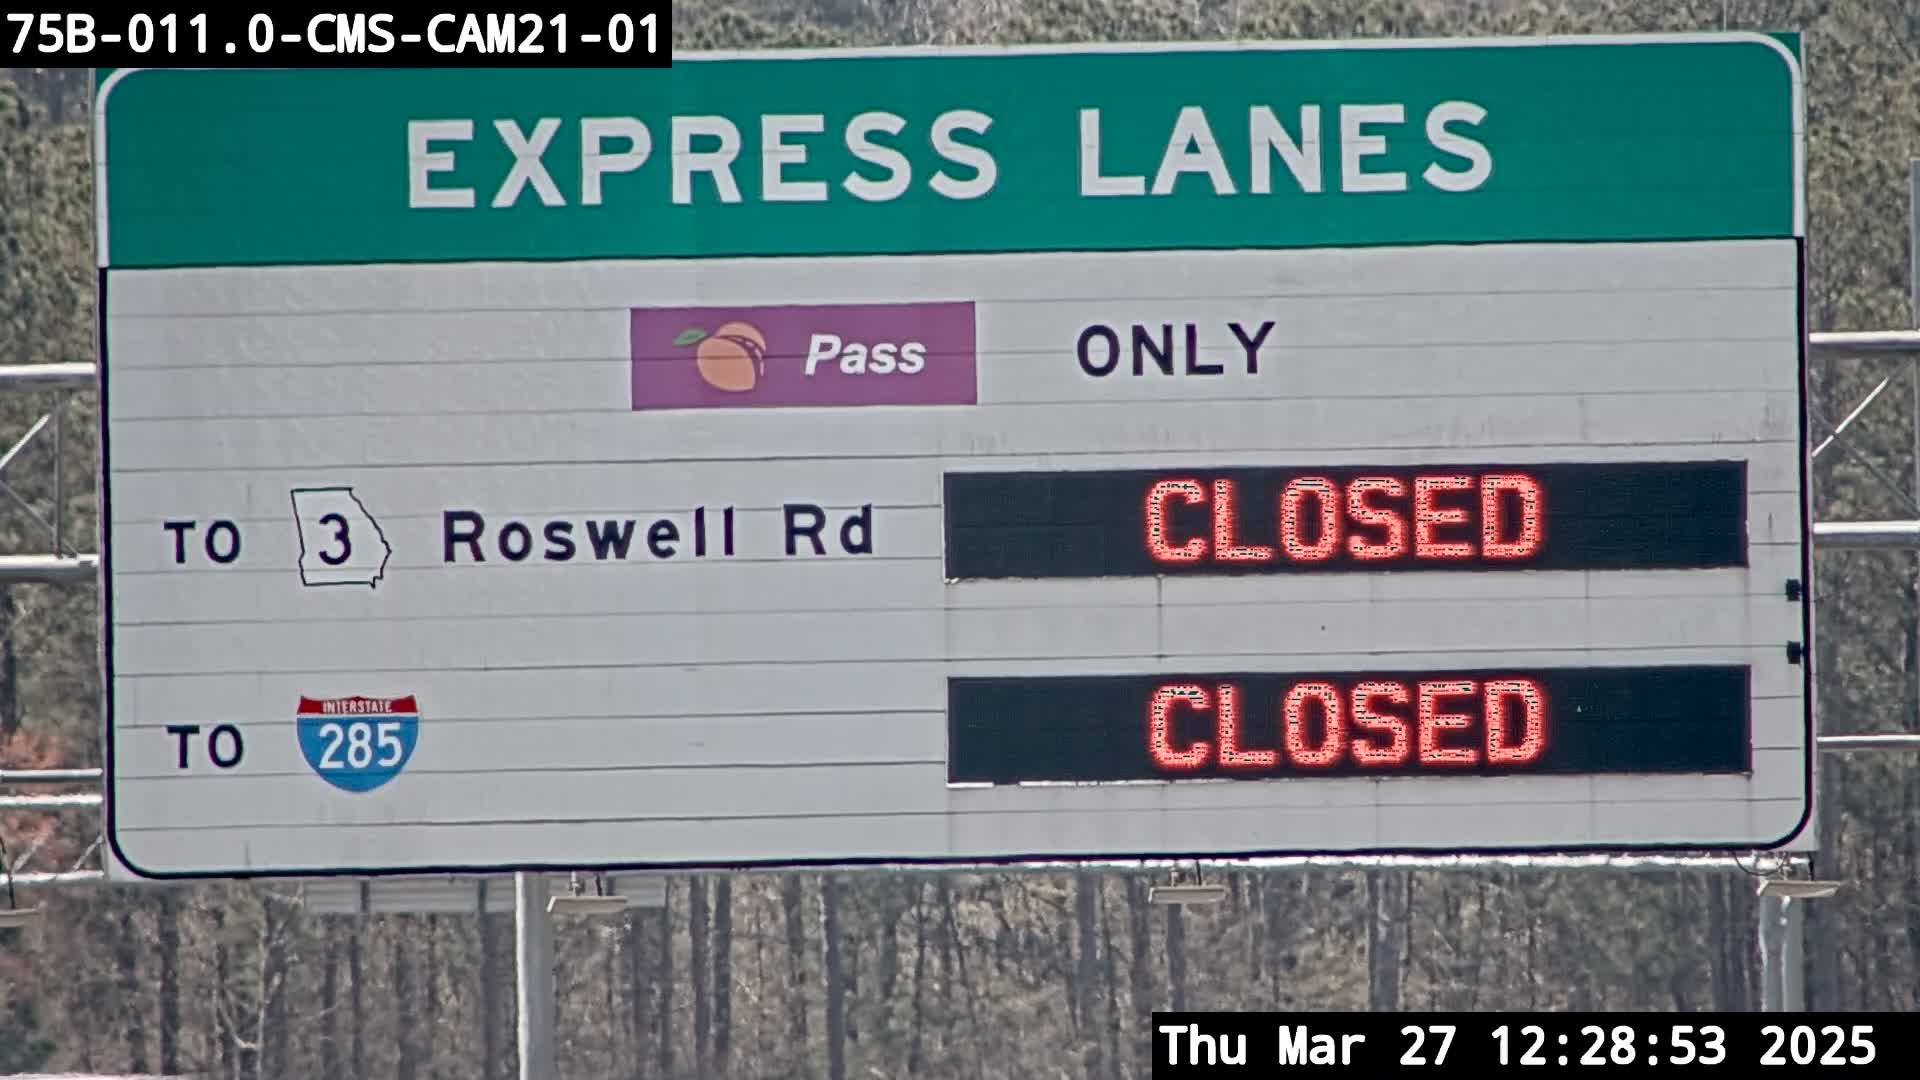 75B-011.0-CMS-CAM21-01
EXPRESS LANES
Pass ONLY
TO 3 Roswell Rd CLOSED
INTERSTATE
TO 285 CLOSED
Thu Mar 27 12:28:53 2025